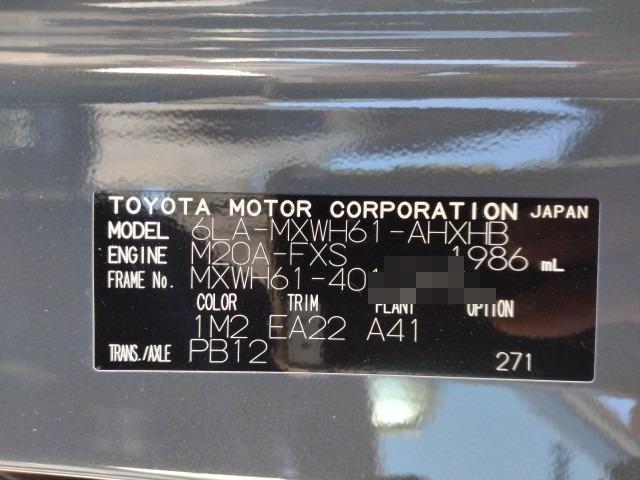 TOYOTA MOTOR CORPORATION JAPAN
MODEL 6LA-MXWH61-AHXHB
ENGINE M20A-FXS 1986 mL
FRAME No. MXWH61-401
COLOR TRIM PLANT OPTION
1M2 EA22 A41
TRANS./AXLE PB12 271